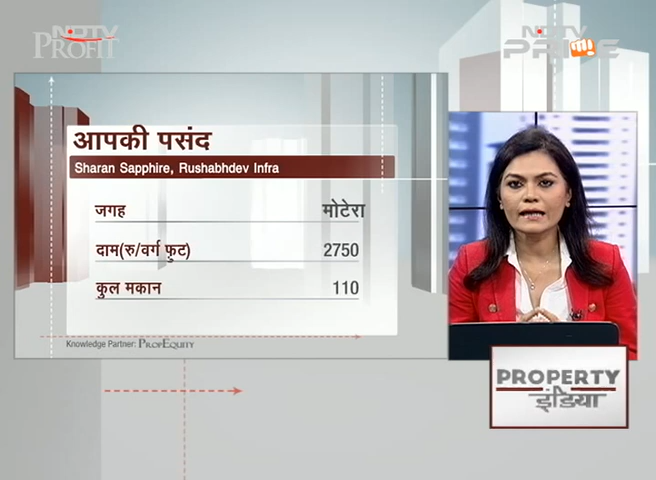 NDTV
PROFIT
NDTV
PRIME
आपकी पसंद
Sharan Sapphire, Rushabhdev Infra
जगह मोटेरा
दाम(रु/वर्ग फुट) 2750
कुल मकान 110
Knowledge Partner: PROPEQUITY
PROPERTY
इंडिया